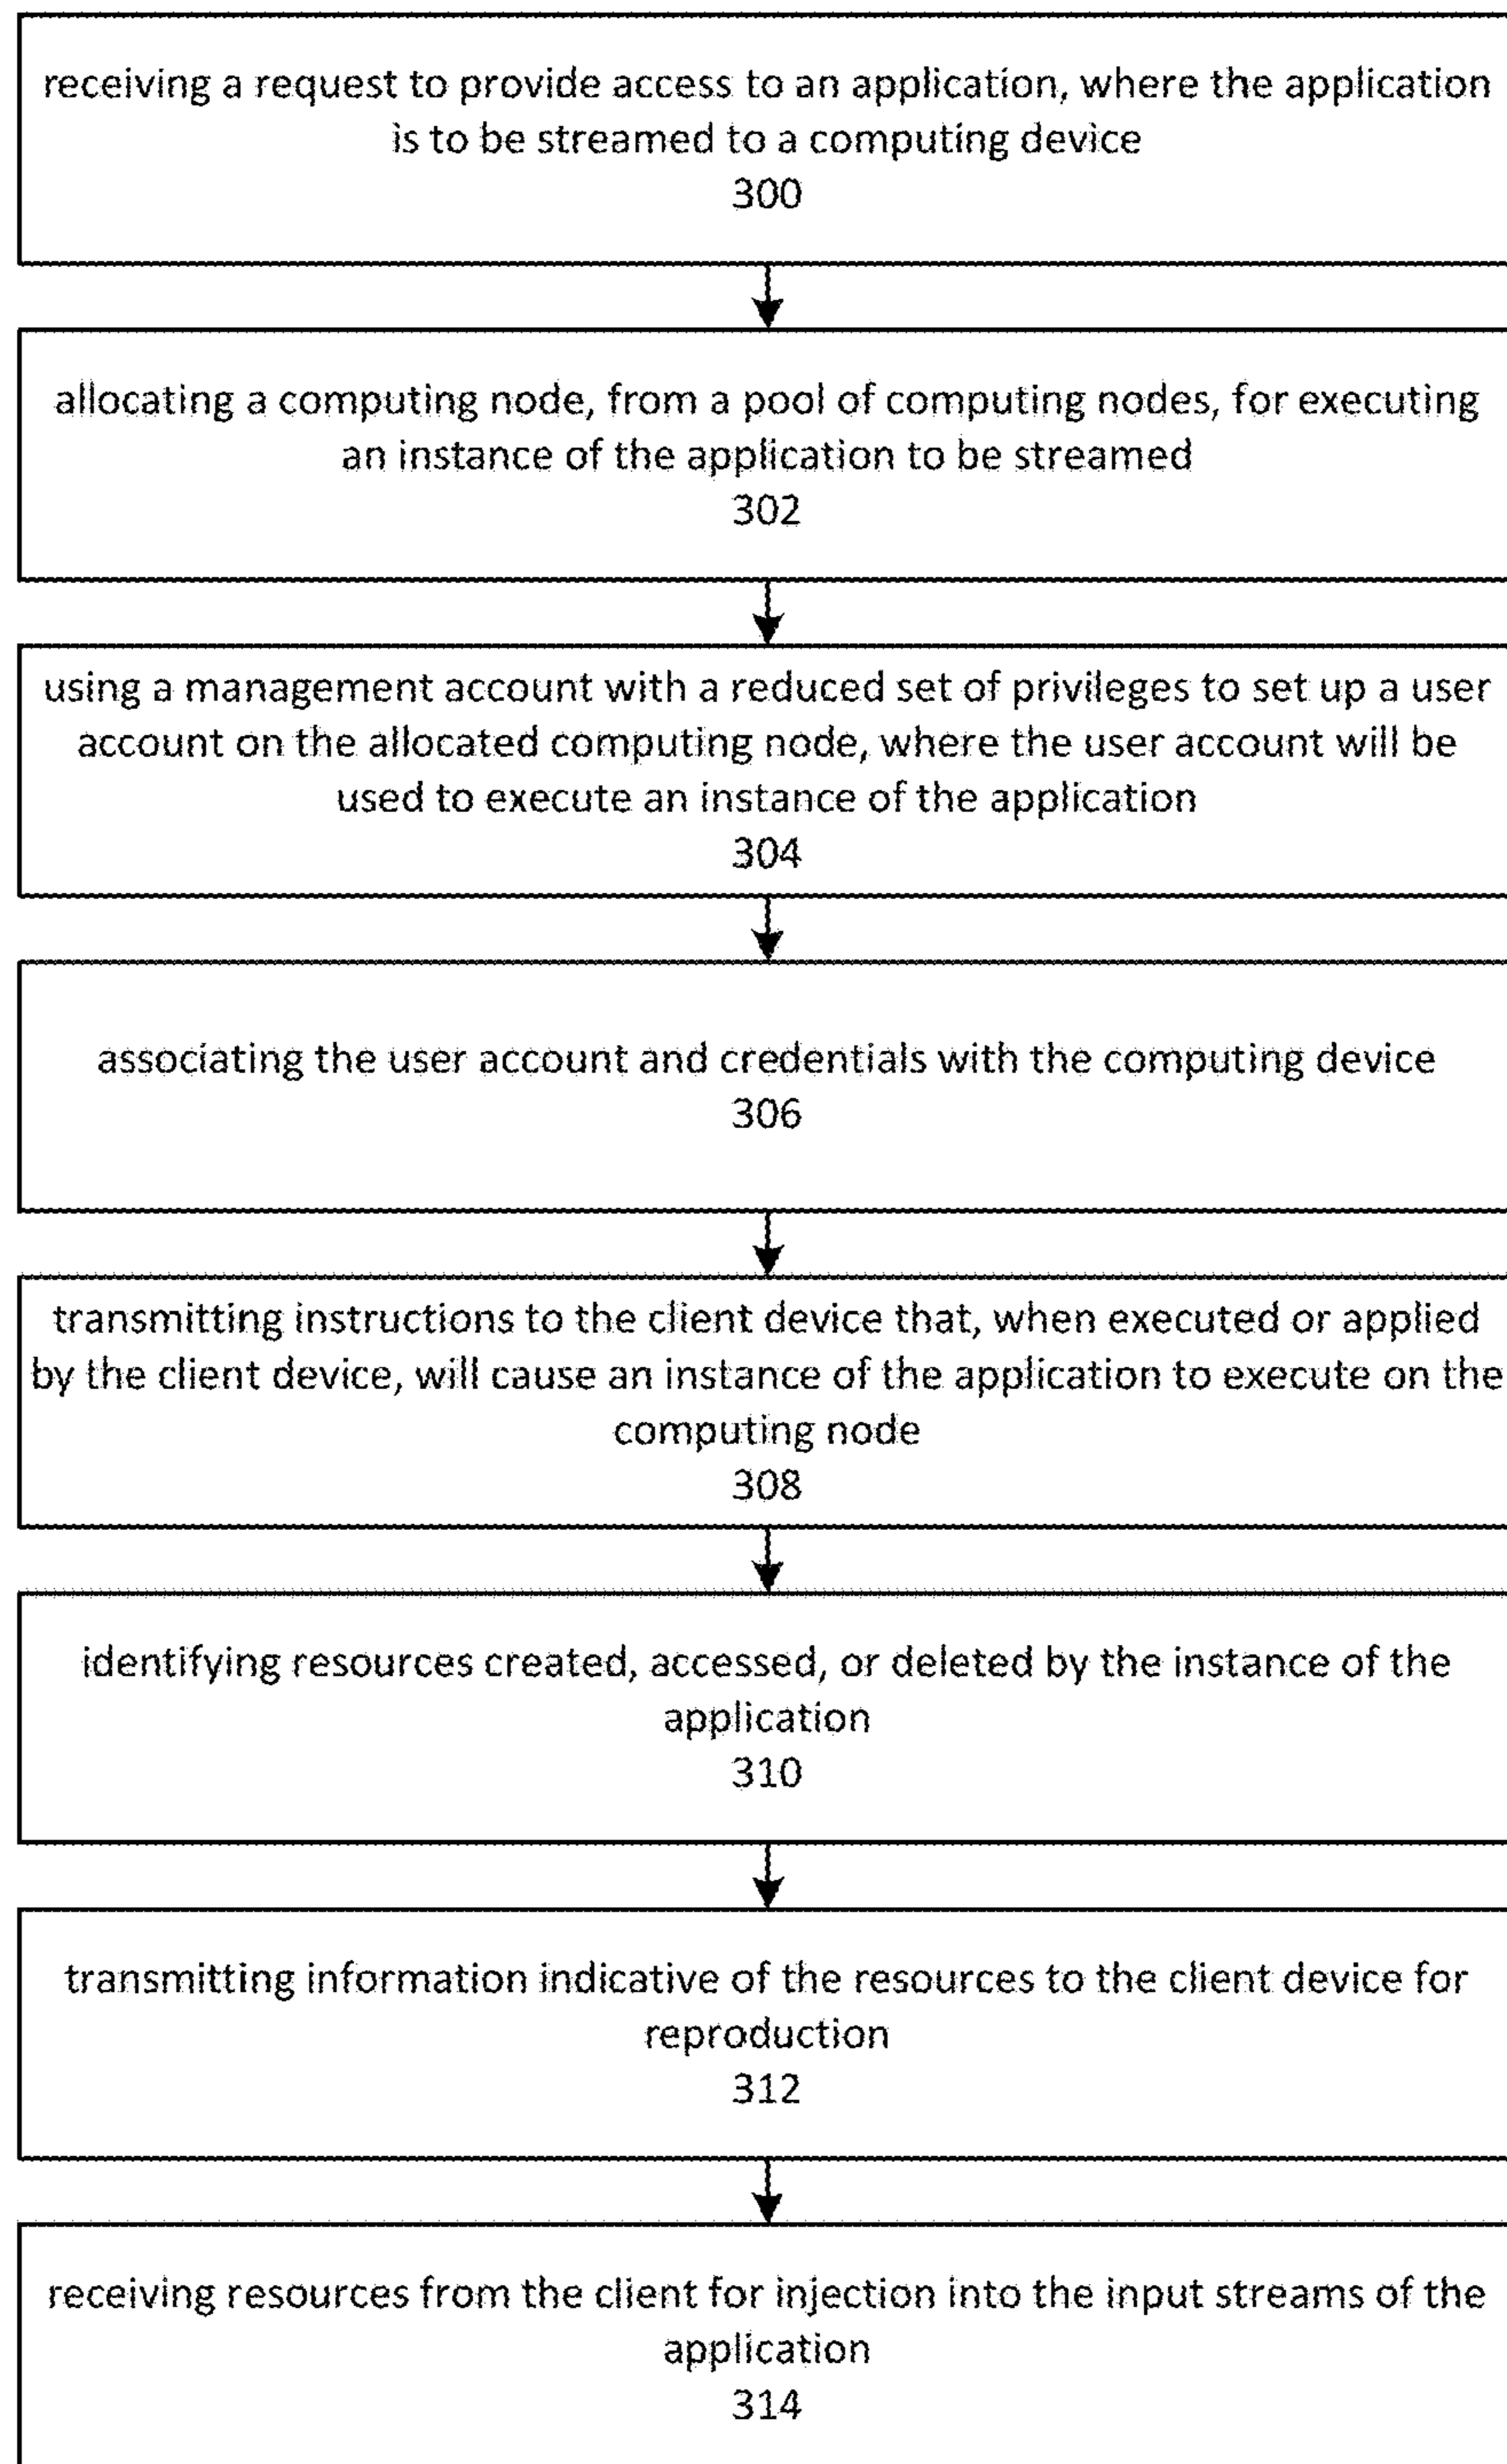 receiving a request to provide access to an application, where the application
is to be streamed to a computing device
300
allocating a computing node, from a pool of computing nodes, for executing
an instance of the application to be streamed
302
using a management account with a reduced set of privileges to set up a user
account on the allocated computing node, where the user account will be
used to execute an instance of the application
304
associating the user account and credentials with the computing device
306
transmitting instructions to the client device that, when executed or applied
by the client device, will cause an instance of the application to execute on the
computing node
308
identifying resources created, accessed, or deleted by the instance of the
application
310
transmitting information indicative of the resources to the client device for
reproduction
312
receiving resources from the client for injection into the input streams of the
application
314